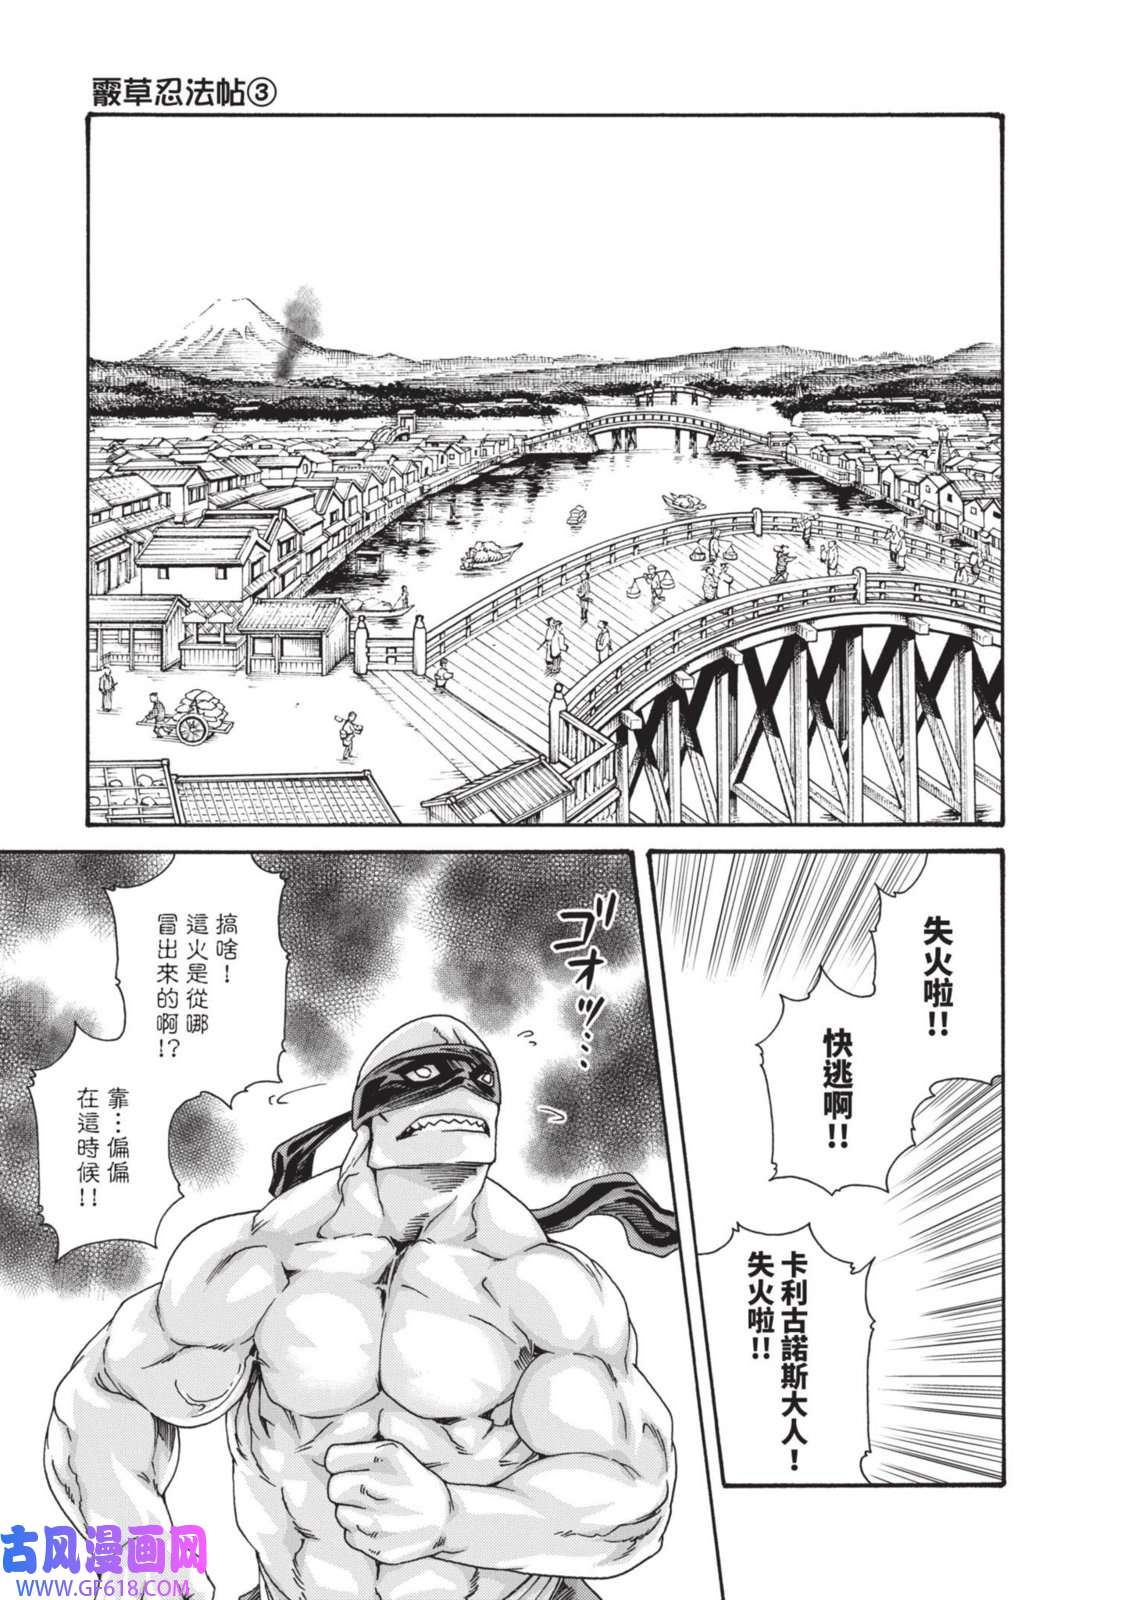 霰草忍法帖③
失火啦!!
快逃啊!!
卡利古諾斯大人！
失火啦!!
ゴオッ…
搞啥！
這火是從哪
冒出來的啊!?
靠…偏偏
在這時候!!
古风漫画网
WWW.GF618.COM